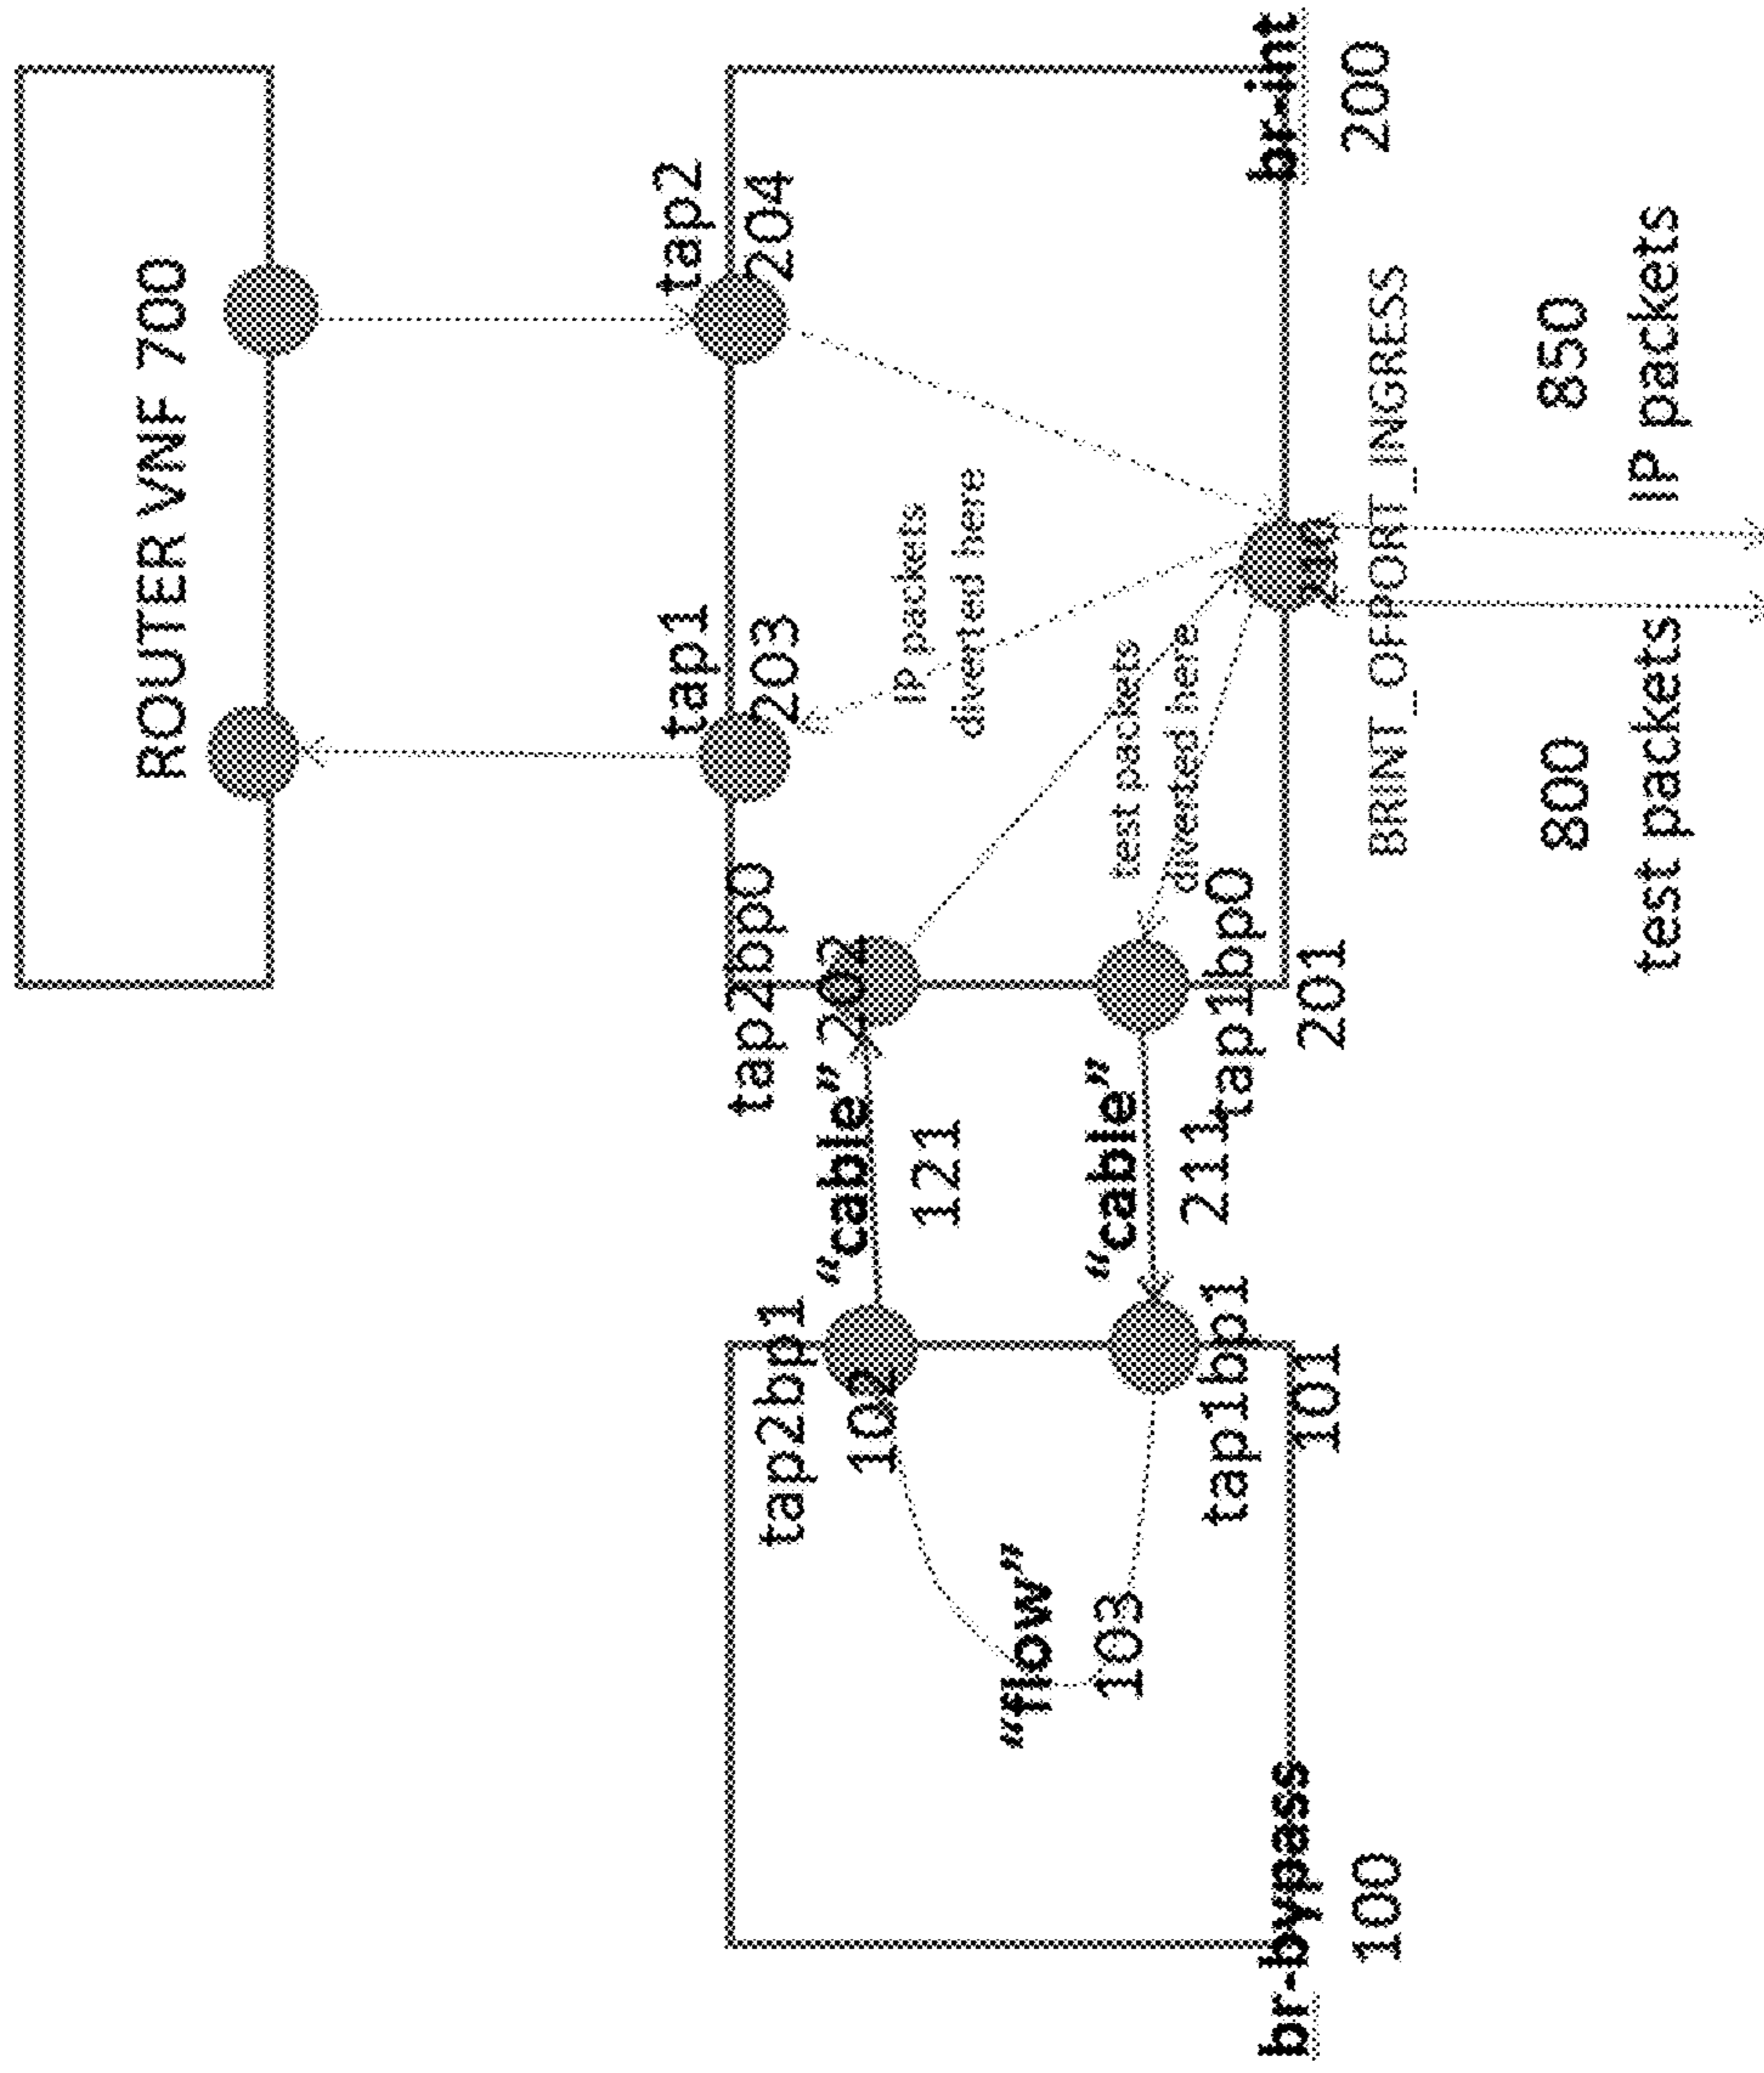 ROUTER VNF 700
tap1
203
tap2
204
tap2bp1
102
tap2bp0
202
"cable"
121
IP packets
diverted here
"flow"
103
"cable"
211
test packets
diverted here
tap1bp1
101
tap1bp0
201
br-bypass
100
br-int
200
BRINT_OFPORT_INGRESS
800
test packets
850
IP packets